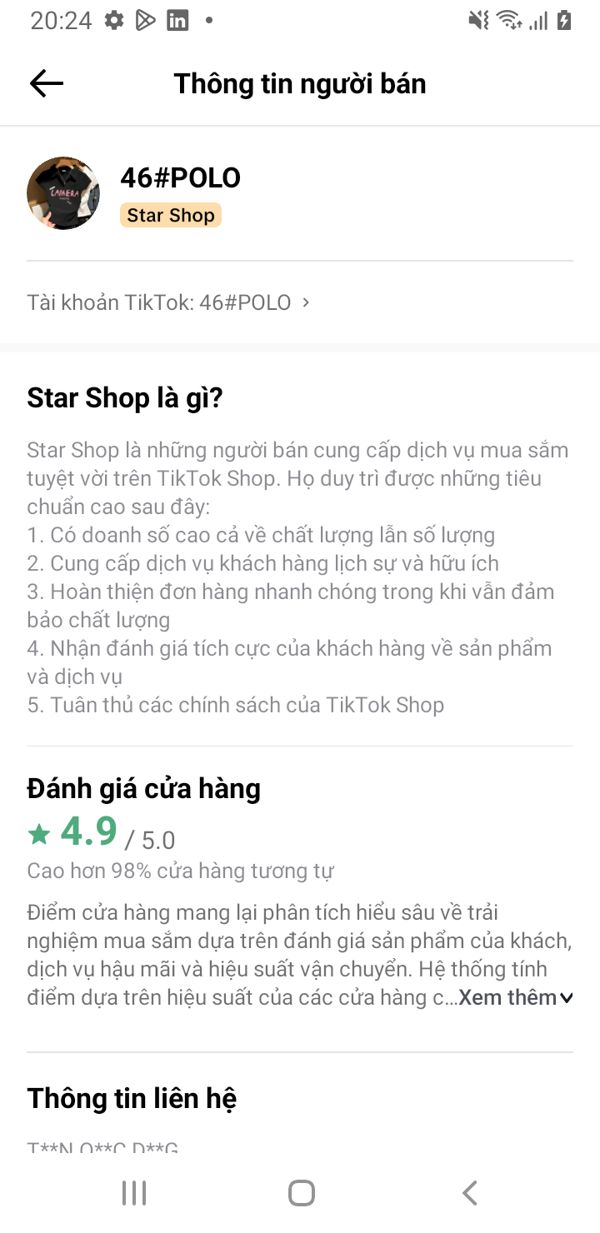 20:24
Thông tin người bán
46#POLO
Star Shop
Tài khoản TikTok: 46#POLO
Star Shop là gì?
Star Shop là những người bán cung cấp dịch vụ mua sắm
tuyệt vời trên TikTok Shop. Họ duy trì được những tiêu
chuẩn cao sau đây:
1. Có doanh số cao cả về chất lượng lẫn số lượng
2. Cung cấp dịch vụ khách hàng lịch sự và hữu ích
3. Hoàn thiện đơn hàng nhanh chóng trong khi vẫn đảm
bảo chất lượng
4. Nhận đánh giá tích cực của khách hàng về sản phẩm
và dịch vụ
5. Tuân thủ các chính sách của TikTok Shop
Đánh giá cửa hàng
4.9 / 5.0
Cao hơn 98% cửa hàng tương tự
Điểm cửa hàng mang lại phân tích hiểu sâu về trải
nghiệm mua sắm dựa trên đánh giá sản phẩm của khách,
dịch vụ hậu mãi và hiệu suất vận chuyển. Hệ thống tính
điểm dựa trên hiệu suất của các cửa hàng c...Xem thêm
Thông tin liên hệ
T**N Q**C D**G